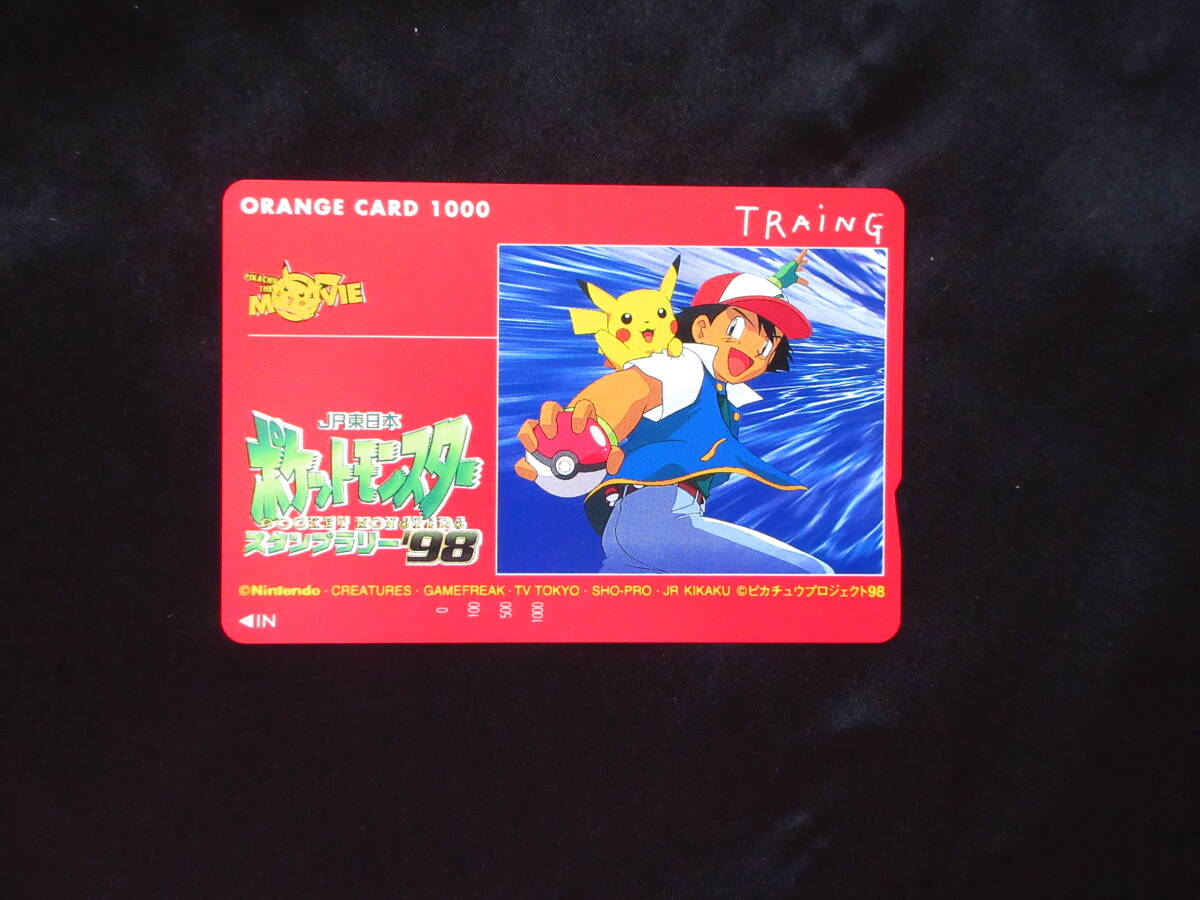 ORANGE CARD 1000
TRAiNG
PIKACHU
THE
MOVIE
JR東日本
ポケットモンスター
POCKET MONSTERS
スタンプラリー'98
©Nintendo · CREATURES · GAMEFREAK · TV TOKYO · SHO-PRO · JR KIKAKU ©ピカチュウプロジェクト98
◀IN
0 100 500 1000